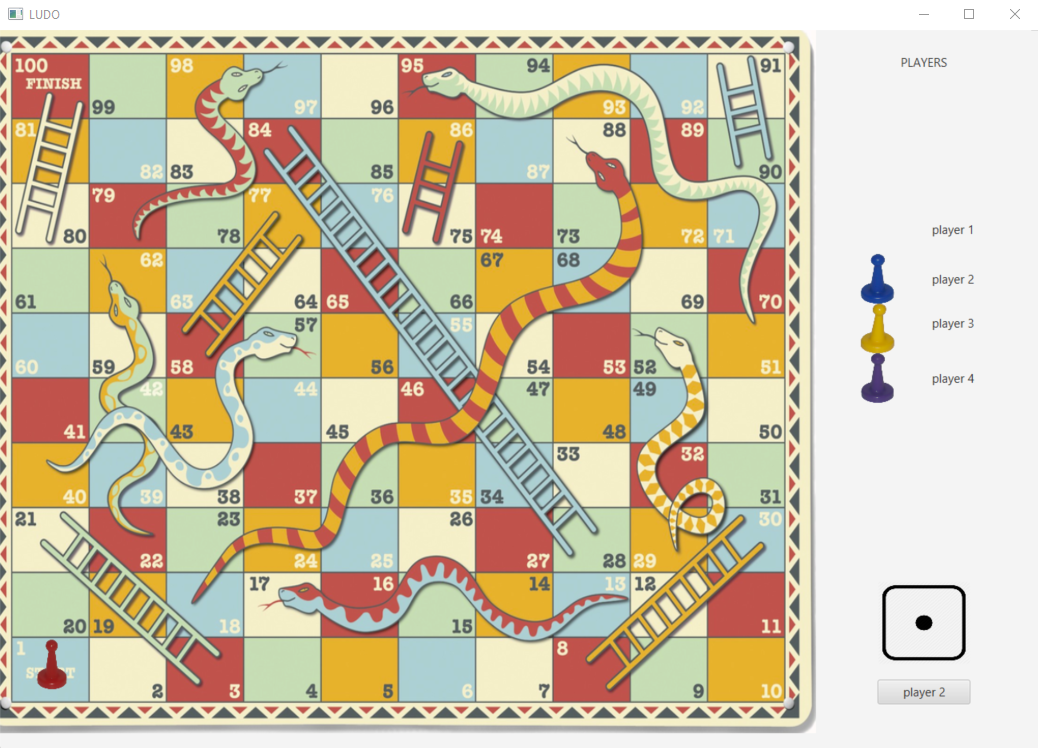 LUDO
100 99 98 97 96 95 94 93 92 91
FINISH
81 82 83 84 85 86 87 88 89 90
80 79 78 77 76 75 74 73 72 71
61 62 63 64 65 66 67 68 69 70
60 59 58 57 56 55 54 53 52 51
41 42 43 44 45 46 47 48 49 50
40 39 38 37 36 35 34 33 32 31
21 22 23 24 25 26 27 28 29 30
20 19 18 17 16 15 14 13 12 11
1 2 3 4 5 6 7 8 9 10
PLAYERS
player 1
player 2
player 3
player 4
player 2